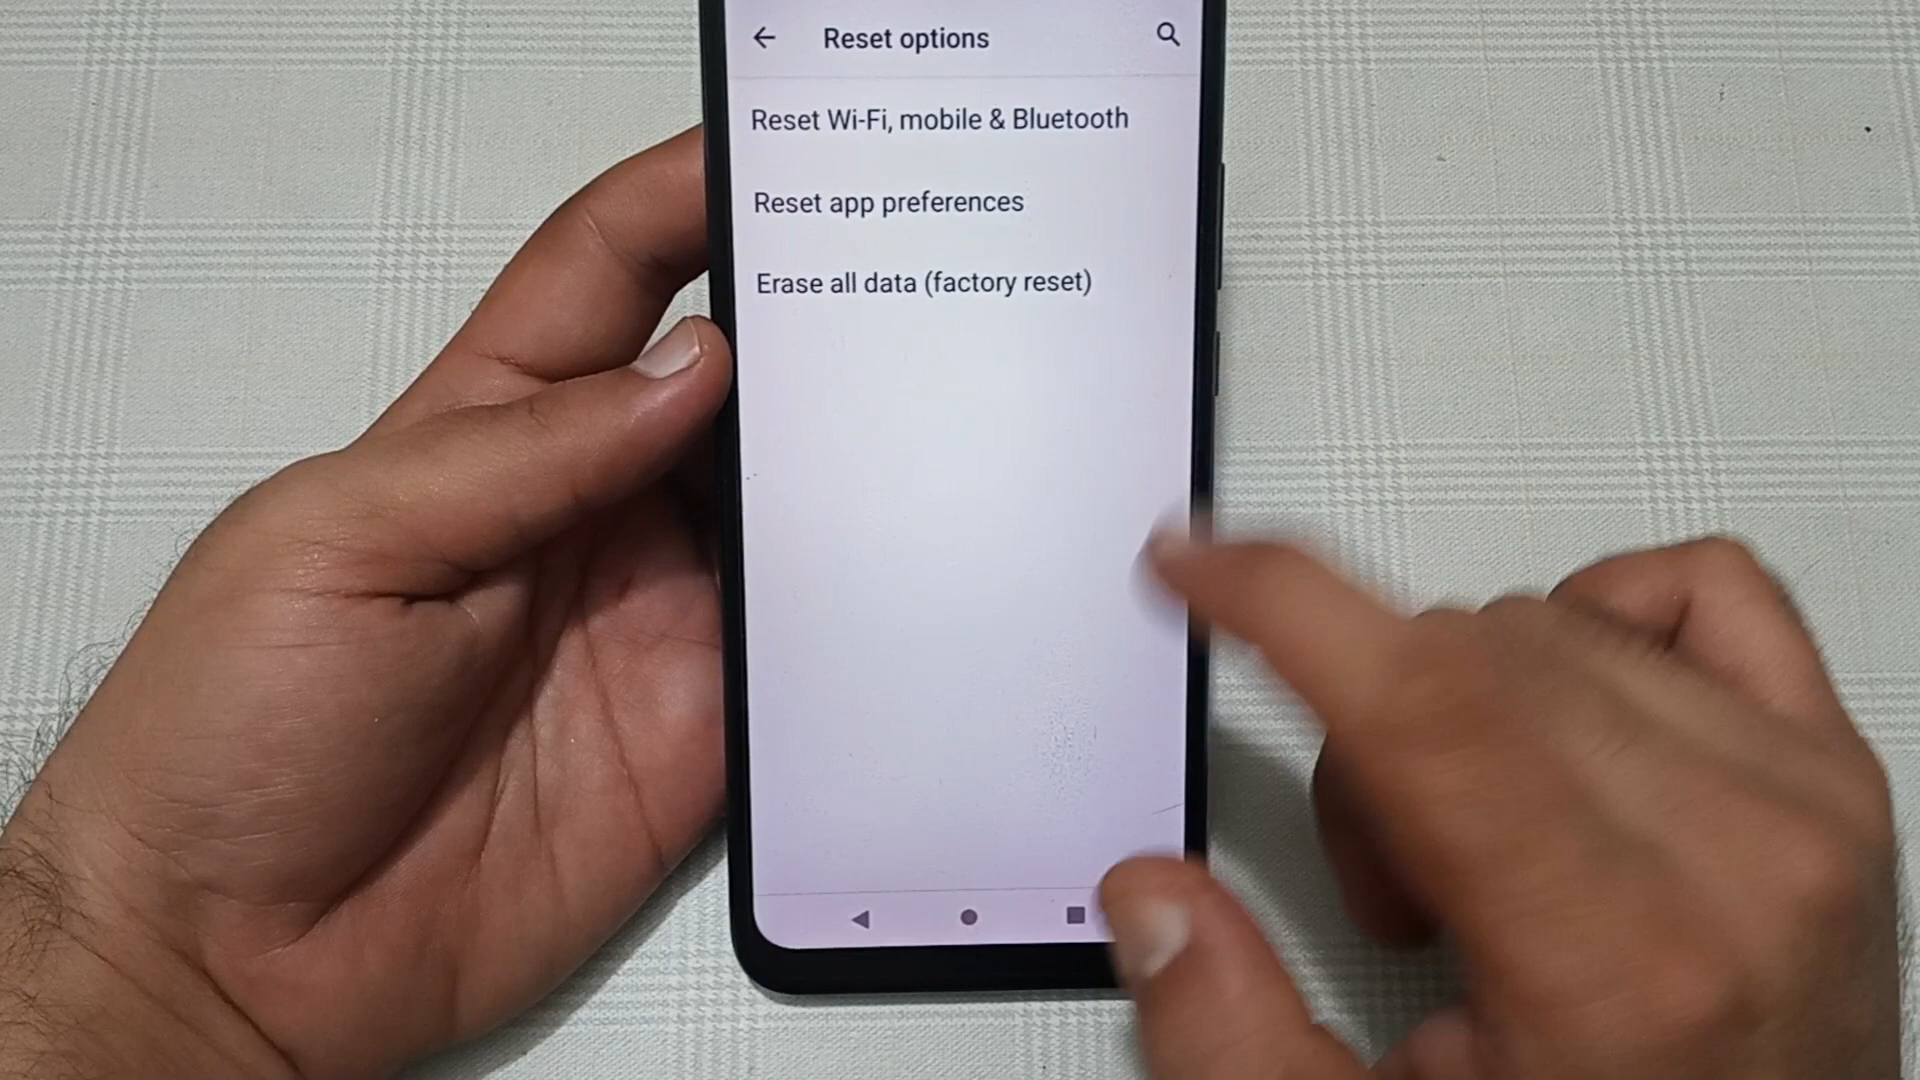 Reset options
Reset Wi-Fi, mobile & Bluetooth
Reset app preferences
Erase all data (factory reset)